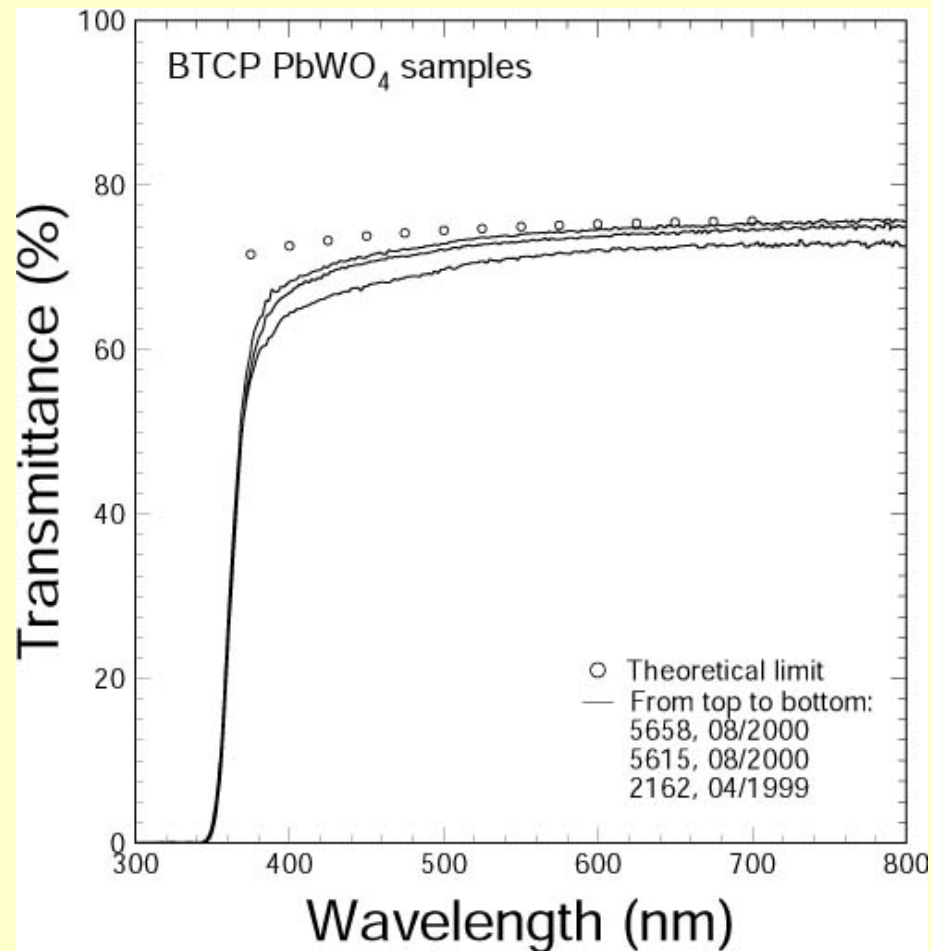 BTCP PbWO₄ samples
Transmittance (%)
100
80
60
40
20
0
Theoretical limit
From top to bottom:
5658, 08/2000
5615, 08/2000
2162, 04/1999
300 400 500 600 700 800
Wavelength (nm)